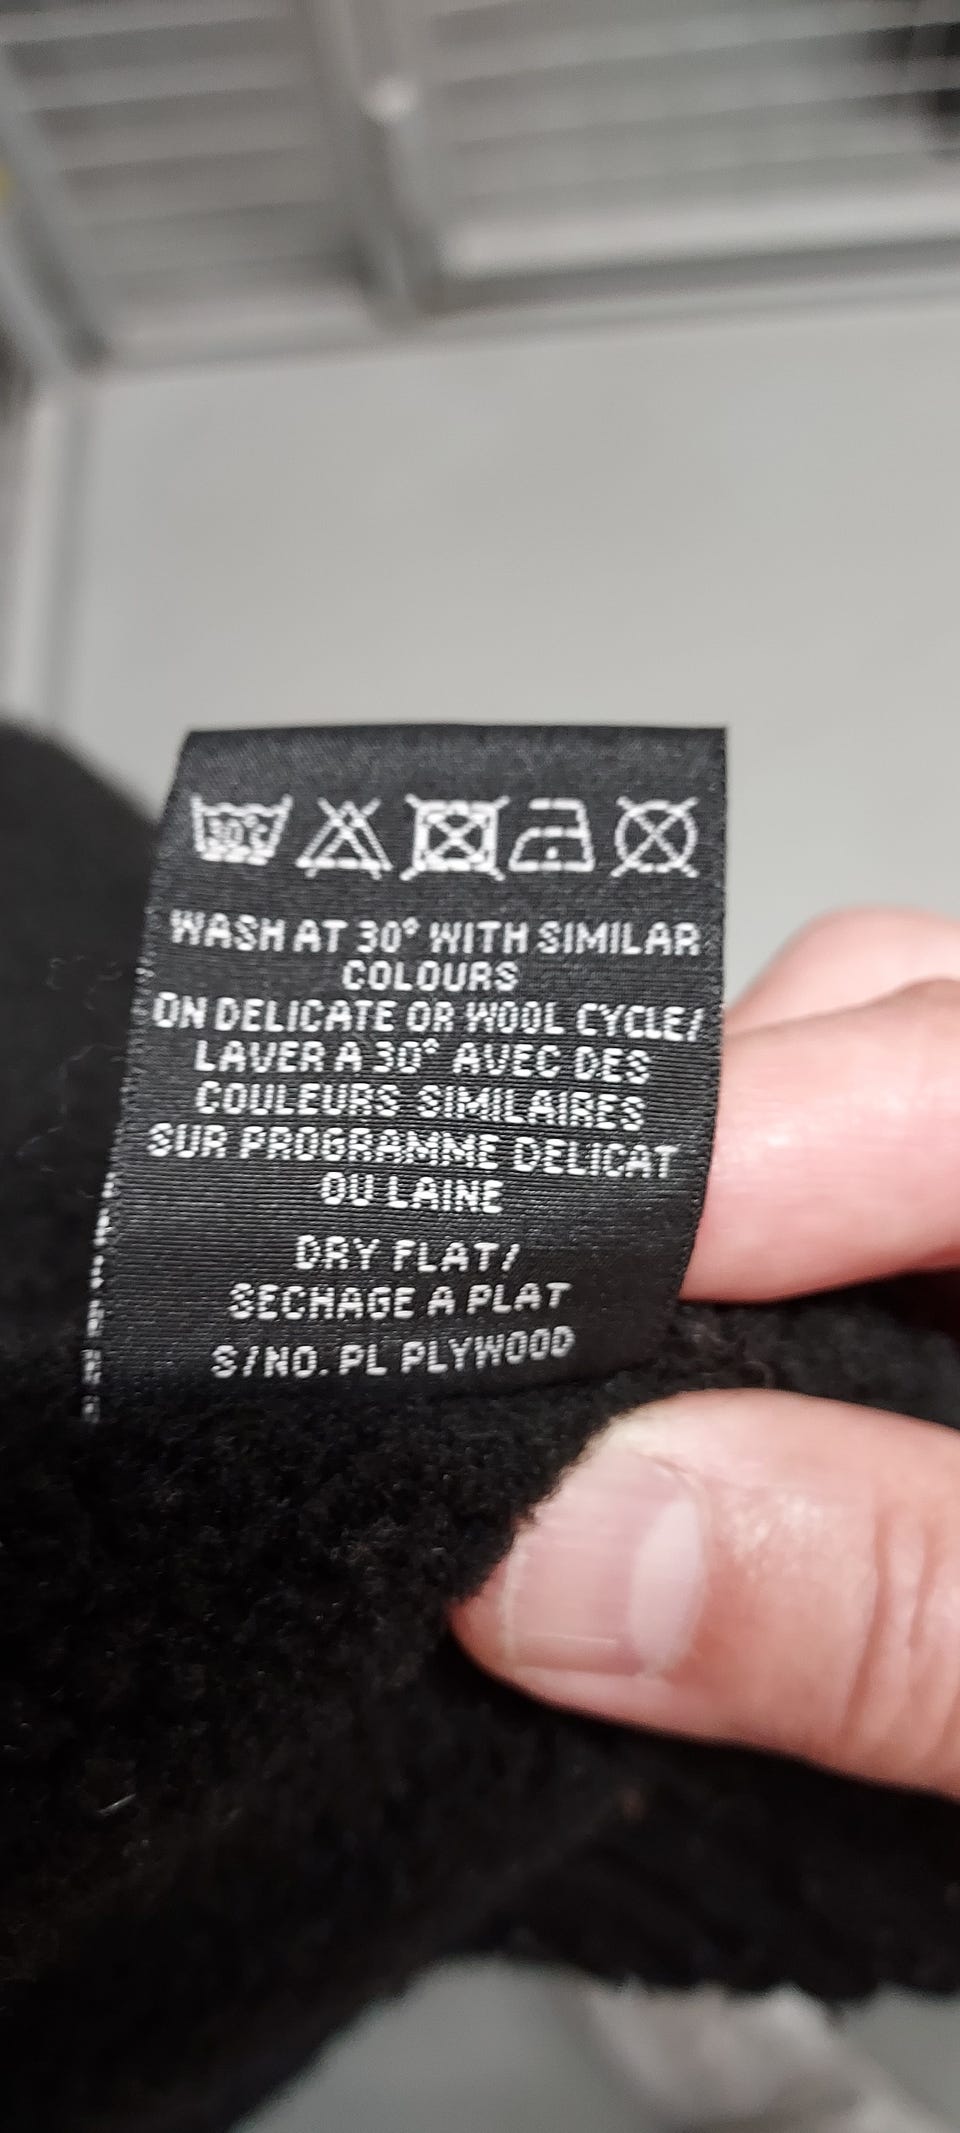 30°C
WASH AT 30° WITH SIMILAR
COLOURS
ON DELICATE OR WOOL CYCLE/
LAVER A 30° AVEC DES
COULEURS SIMILAIRES
SUR PROGRAMME DELICAT
OU LAINE
DRY FLAT/
SECHAGE A PLAT
S/NO. PL PLYWOOD